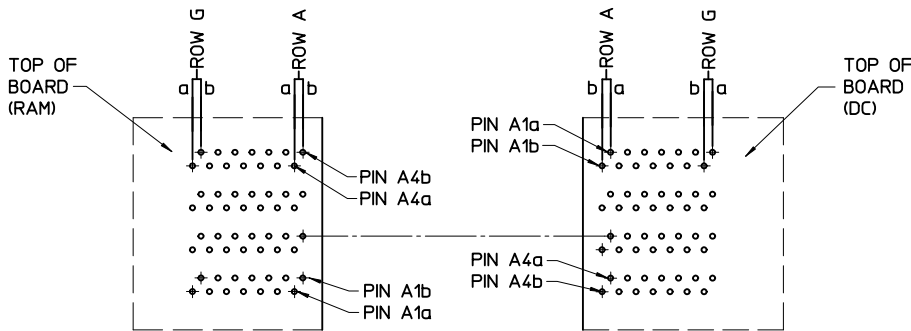 ROW G
ROW A
ROW A
ROW G
a b
a b
b a
b a
TOP OF
BOARD
(RAM)
TOP OF
BOARD
(DC)
PIN A1a
PIN A1b
PIN A4b
PIN A4a
PIN A4a
PIN A4b
PIN A1b
PIN A1a